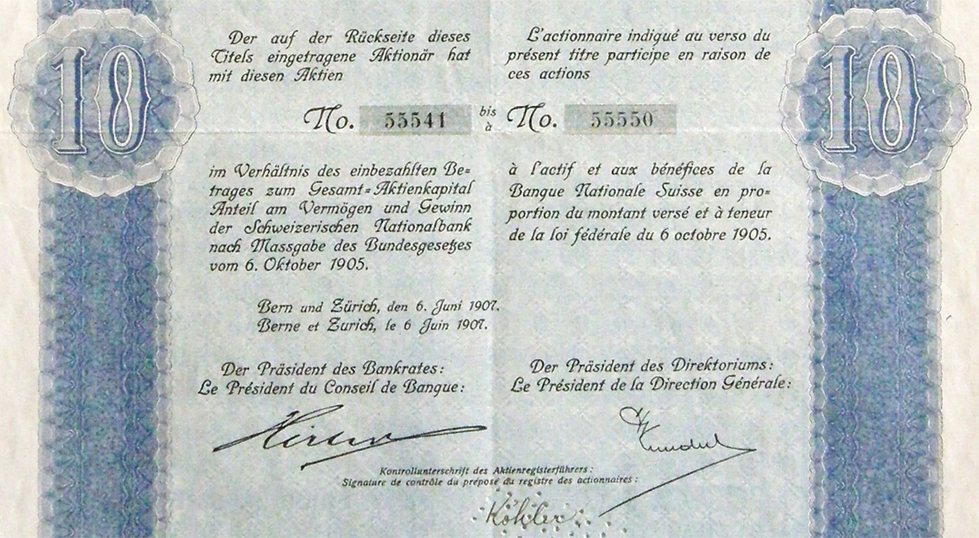 10
10
Der auf der Rückseite dieses
Titels eingetragene Aktionär hat
mit diesen Aktien
L'actionnaire indigué au verso du
présent titre participe en raison de
ces actions
No. 55541 bis à No. 55550
im Verhältnis des einbezahlten Be=
trages zum Gesamt=Aktienkapital
Anteil am Vermögen und Gewinn
der Schweizerischen Nationalbank
nach Massgabe des Bundesgesetzes
vom 6. Oktober 1905.
à l'actif et aux bénéfices de la
Banque Nationale Suisse en pro=
portion du montant versé et à teneur
de la loi fédérale du 6 octobre 1905.
Bern und Zürich, den 6. Juni 1907.
Berne et Zurich, le 6 Juin 1907.
Der Präsident des Bankrates:
Le Président du Conseil de Banque:
Der Präsident des Direktoriums:
Le Président de la Direction Générale:
Hirter
Kundert
Kontrollunterschrift des Aktienregisterführers:
Signature de contrôle du préposé du registre des actionnaires:
Köhler